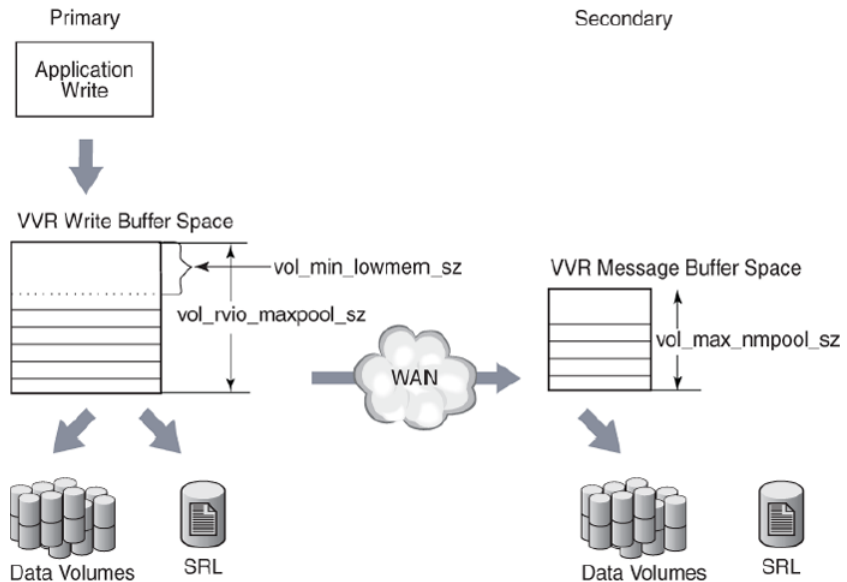 Primary
Secondary
Application
Write
VVR Write Buffer Space
vol_min_lowmem_sz
vol_rvio_maxpool_sz
VVR Message Buffer Space
vol_max_nmpool_sz
WAN
Data Volumes
SRL
Data Volumes
SRL